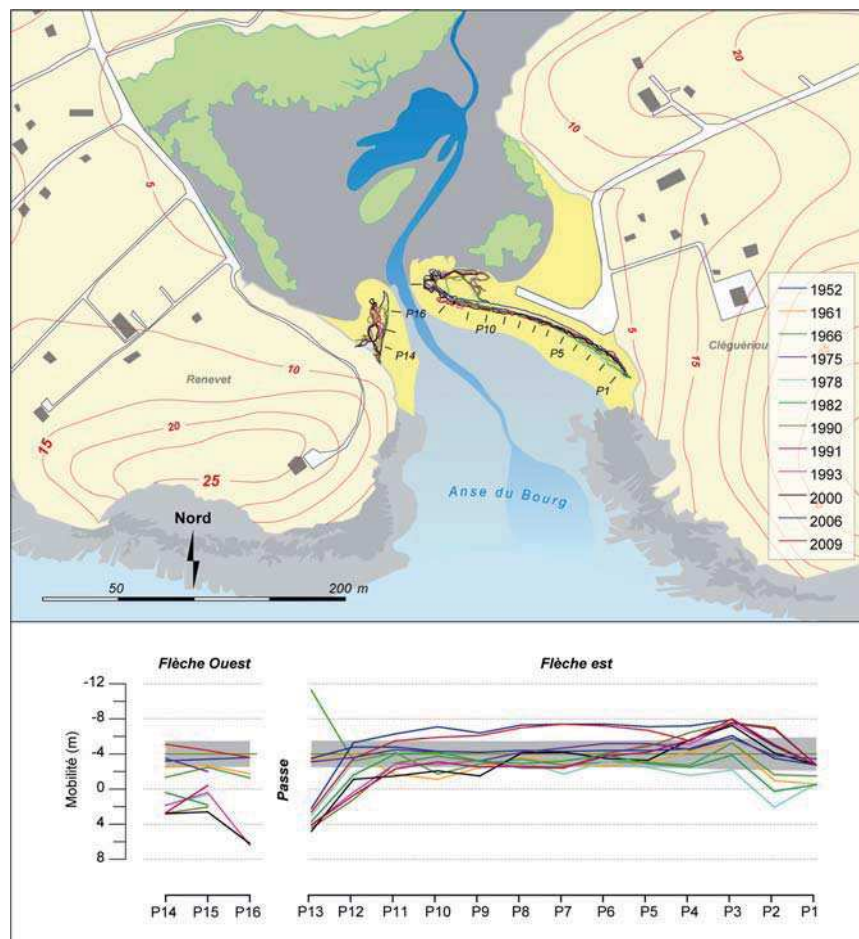 20
10
5
5
P16
P10
P14
P5
P1
15
Cléguériou
Renevet
10
15
20
25
Anse du Bourg
Nord
50 200 m
1952
1961
1966
1975
1978
1982
1990
1991
1993
2000
2006
2009
Flèche Ouest Flèche est
Mobilité (m)
-12
-8
-4
0
4
8
Passe
P14 P15 P16 P13 P12 P11 P10 P9 P8 P7 P6 P5 P4 P3 P2 P1